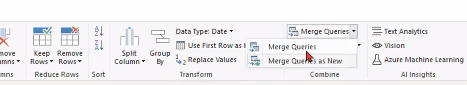 move
mns
Keep
Rows
Remove
Rows
Split
Column
Group
By
Data Type: Date
Use First Row as H
Replace Values
Merge Queries
Merge Queries
Merge Queries as New
Text Analytics
Vision
Azure Machine Learning
Reduce Rows
Sort
Transform
Combine
AI Insights